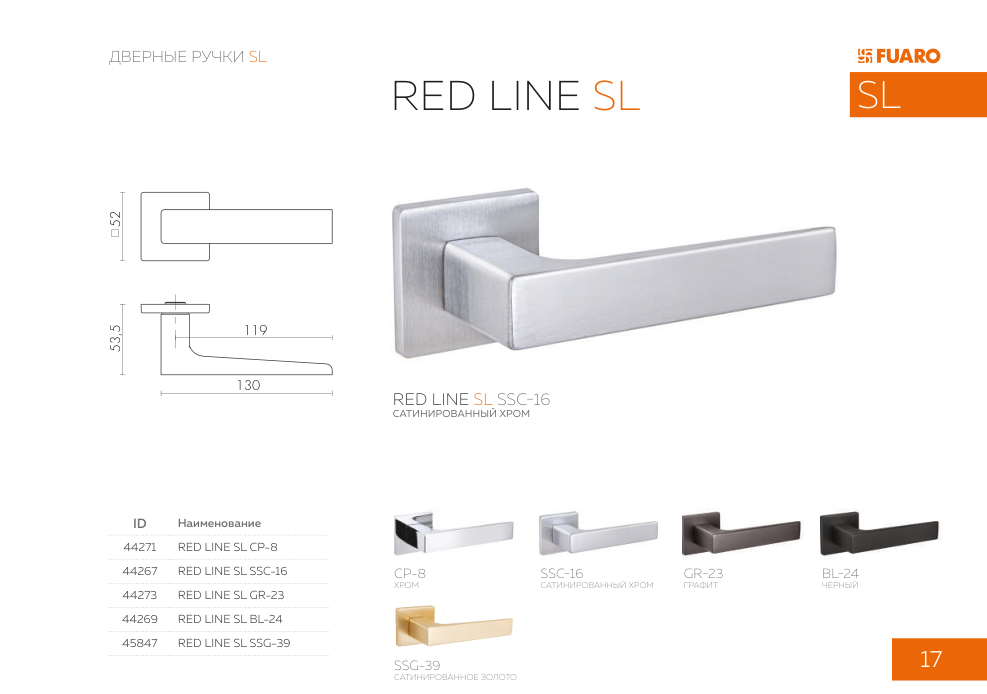 ДВЕРНЫЕ РУЧКИ SL
FUARO
RED LINE SL
SL
□52
53,5
119
130
RED LINE SL SSC-16
САТИНИРОВАННЫЙ ХРОМ
ID Наименование
44271 RED LINE SL CP-8
44267 RED LINE SL SSC-16
44273 RED LINE SL GR-23
44269 RED LINE SL BL-24
45847 RED LINE SL SSG-39
CP-8
ХРОМ
SSC-16
САТИНИРОВАННЫЙ ХРОМ
GR-23
ГРАФИТ
BL-24
ЧЕРНЫЙ
SSG-39
САТИНИРОВАННОЕ ЗОЛОТО
17